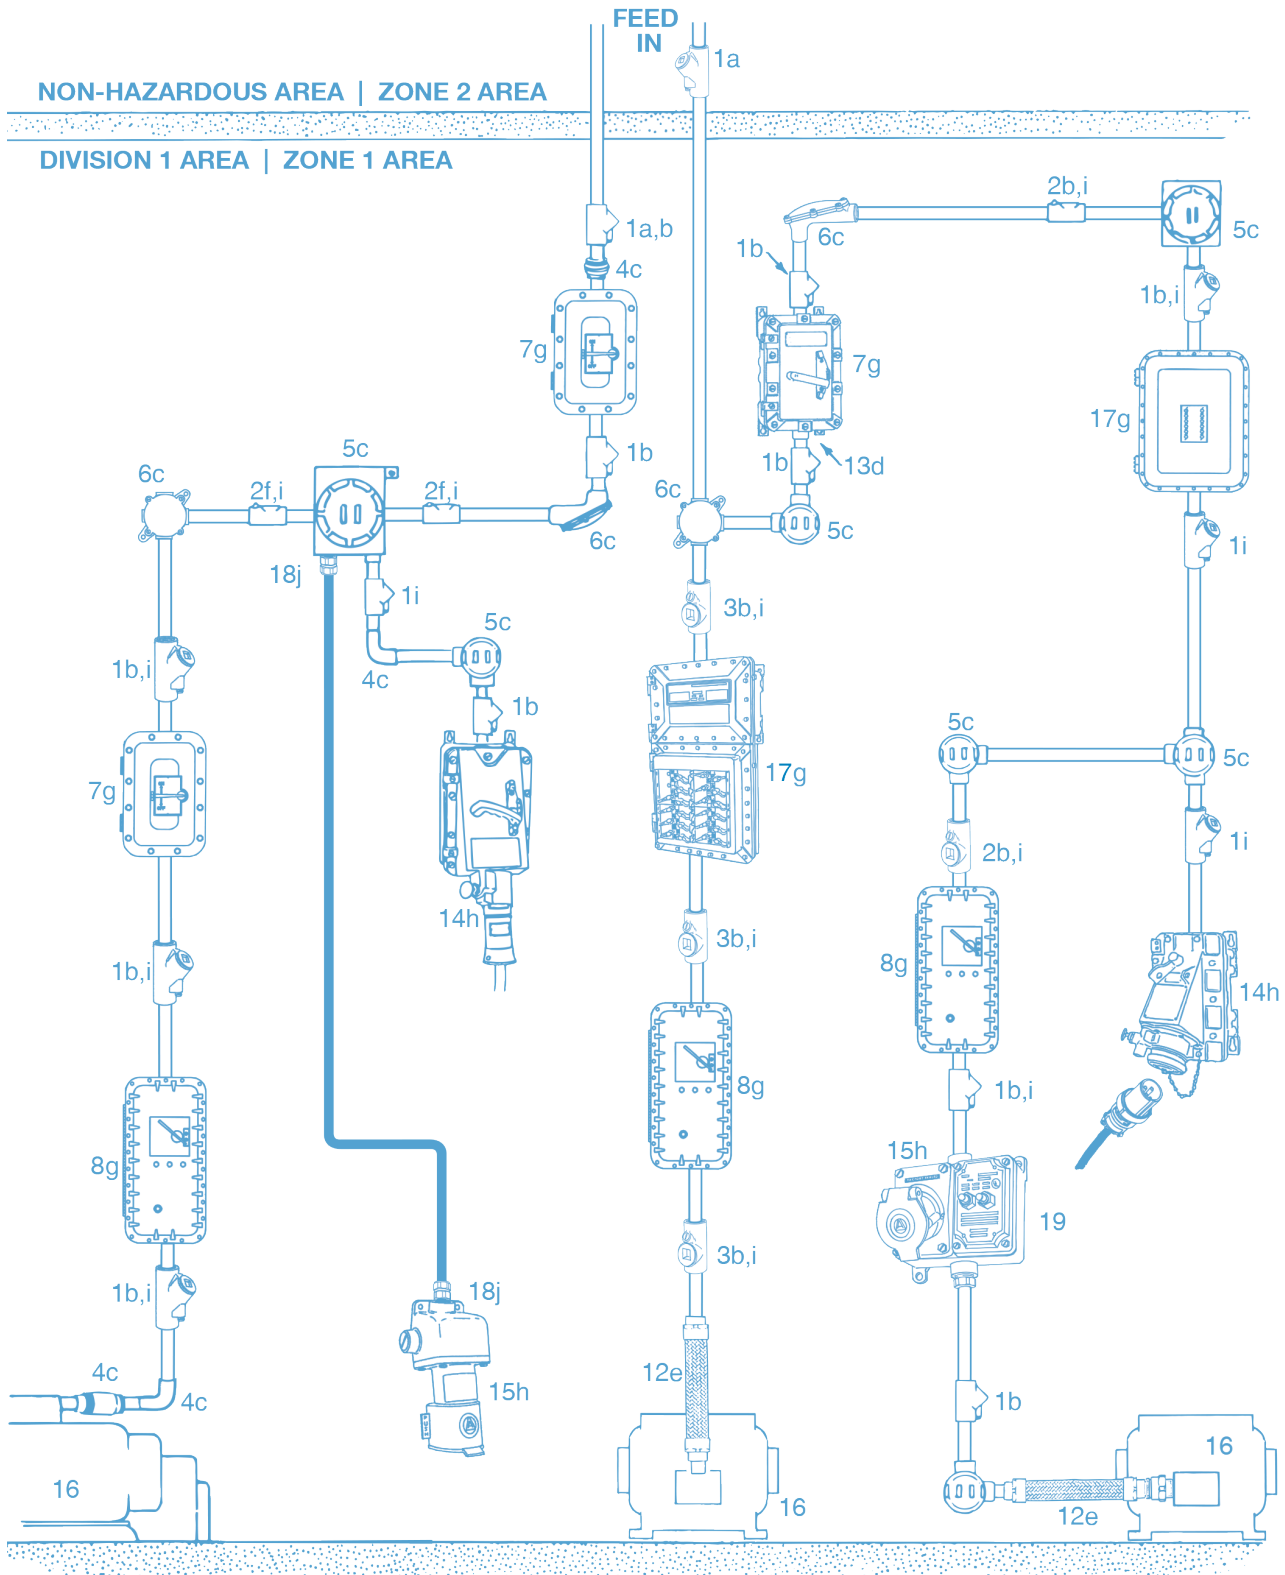 FEED
IN
1a
NON-HAZARDOUS AREA | ZONE 2 AREA
DIVISION 1 AREA | ZONE 1 AREA
2b,i
1a,b
6c
5c
1b
4c
1b,i
7g
7g
17g
5c
1b
1b
13d
6c
2f,i
2f,i
6c
6c
5c
1i
18j
1i
3b,i
5c
1b,i
4c
1b
5c
5c
17g
7g
1i
2b,i
14h
3b,i
1b,i
8g
14h
8g
1b,i
15h
8g
19
3b,i
1b,i
18j
4c
12e
15h
4c
1b
16
16
16
12e